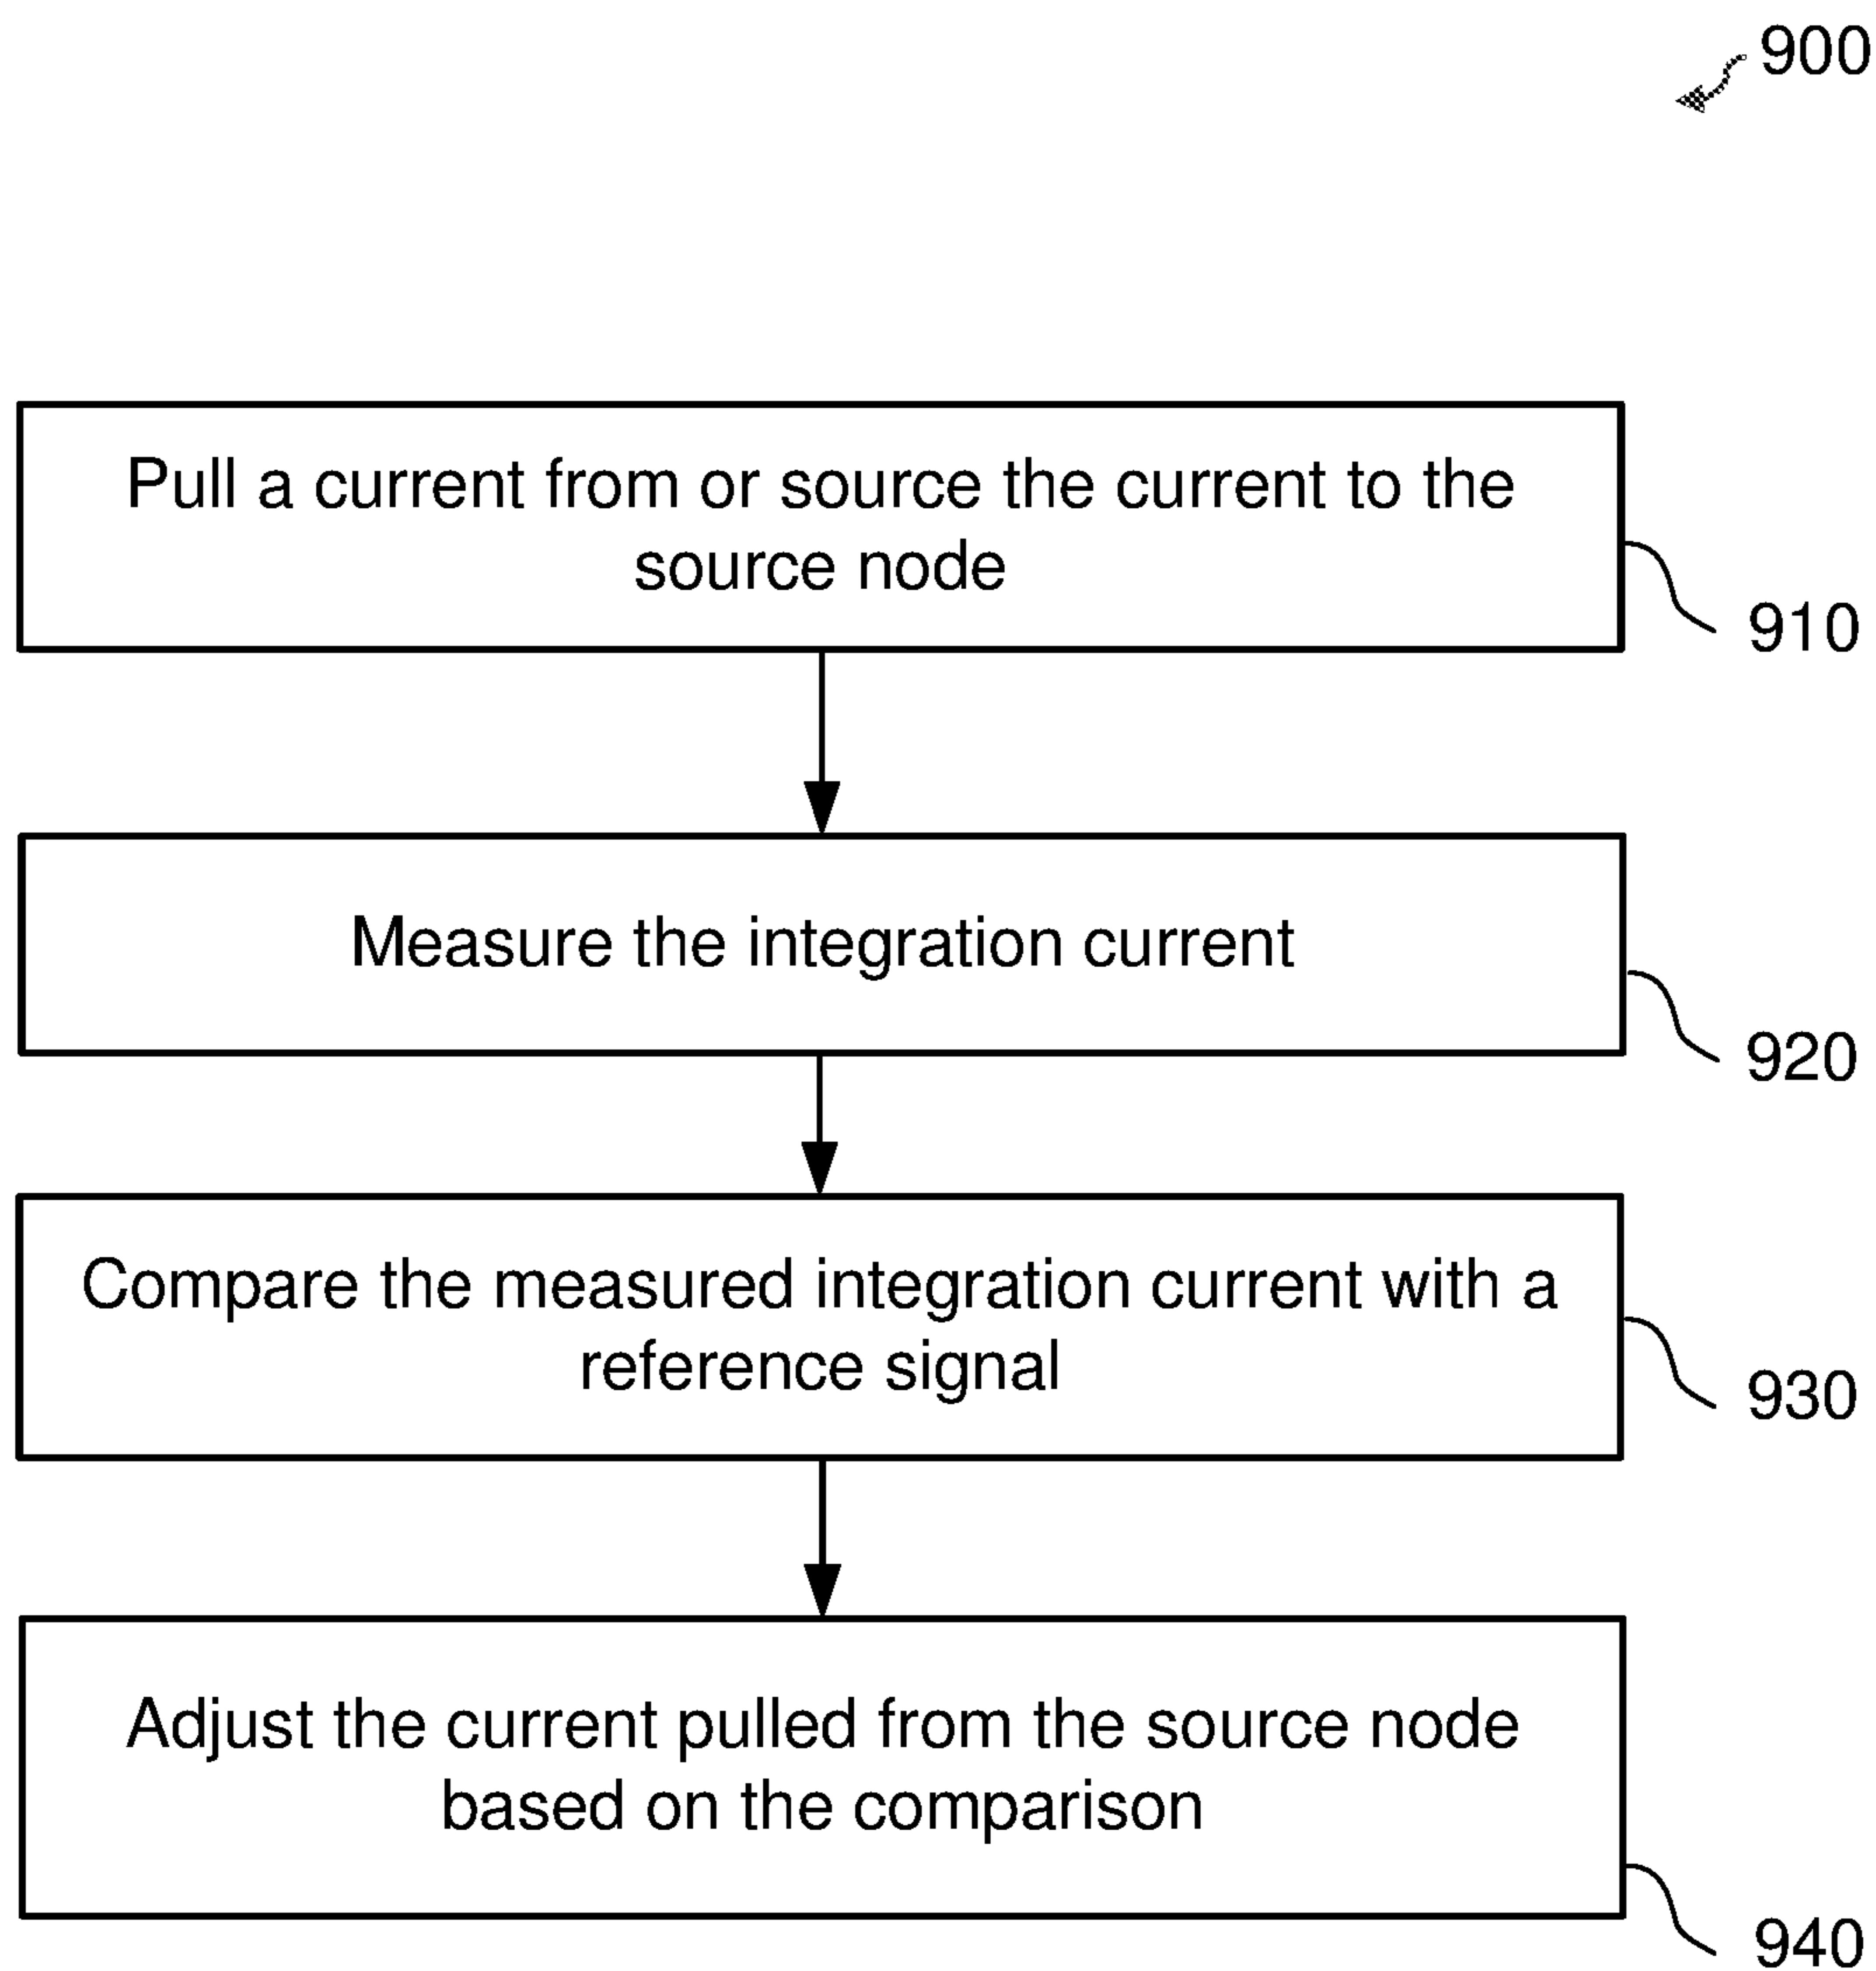 900
Pull a current from or source the current to the
source node
910
Measure the integration current
920
Compare the measured integration current with a
reference signal
930
Adjust the current pulled from the source node
based on the comparison
940